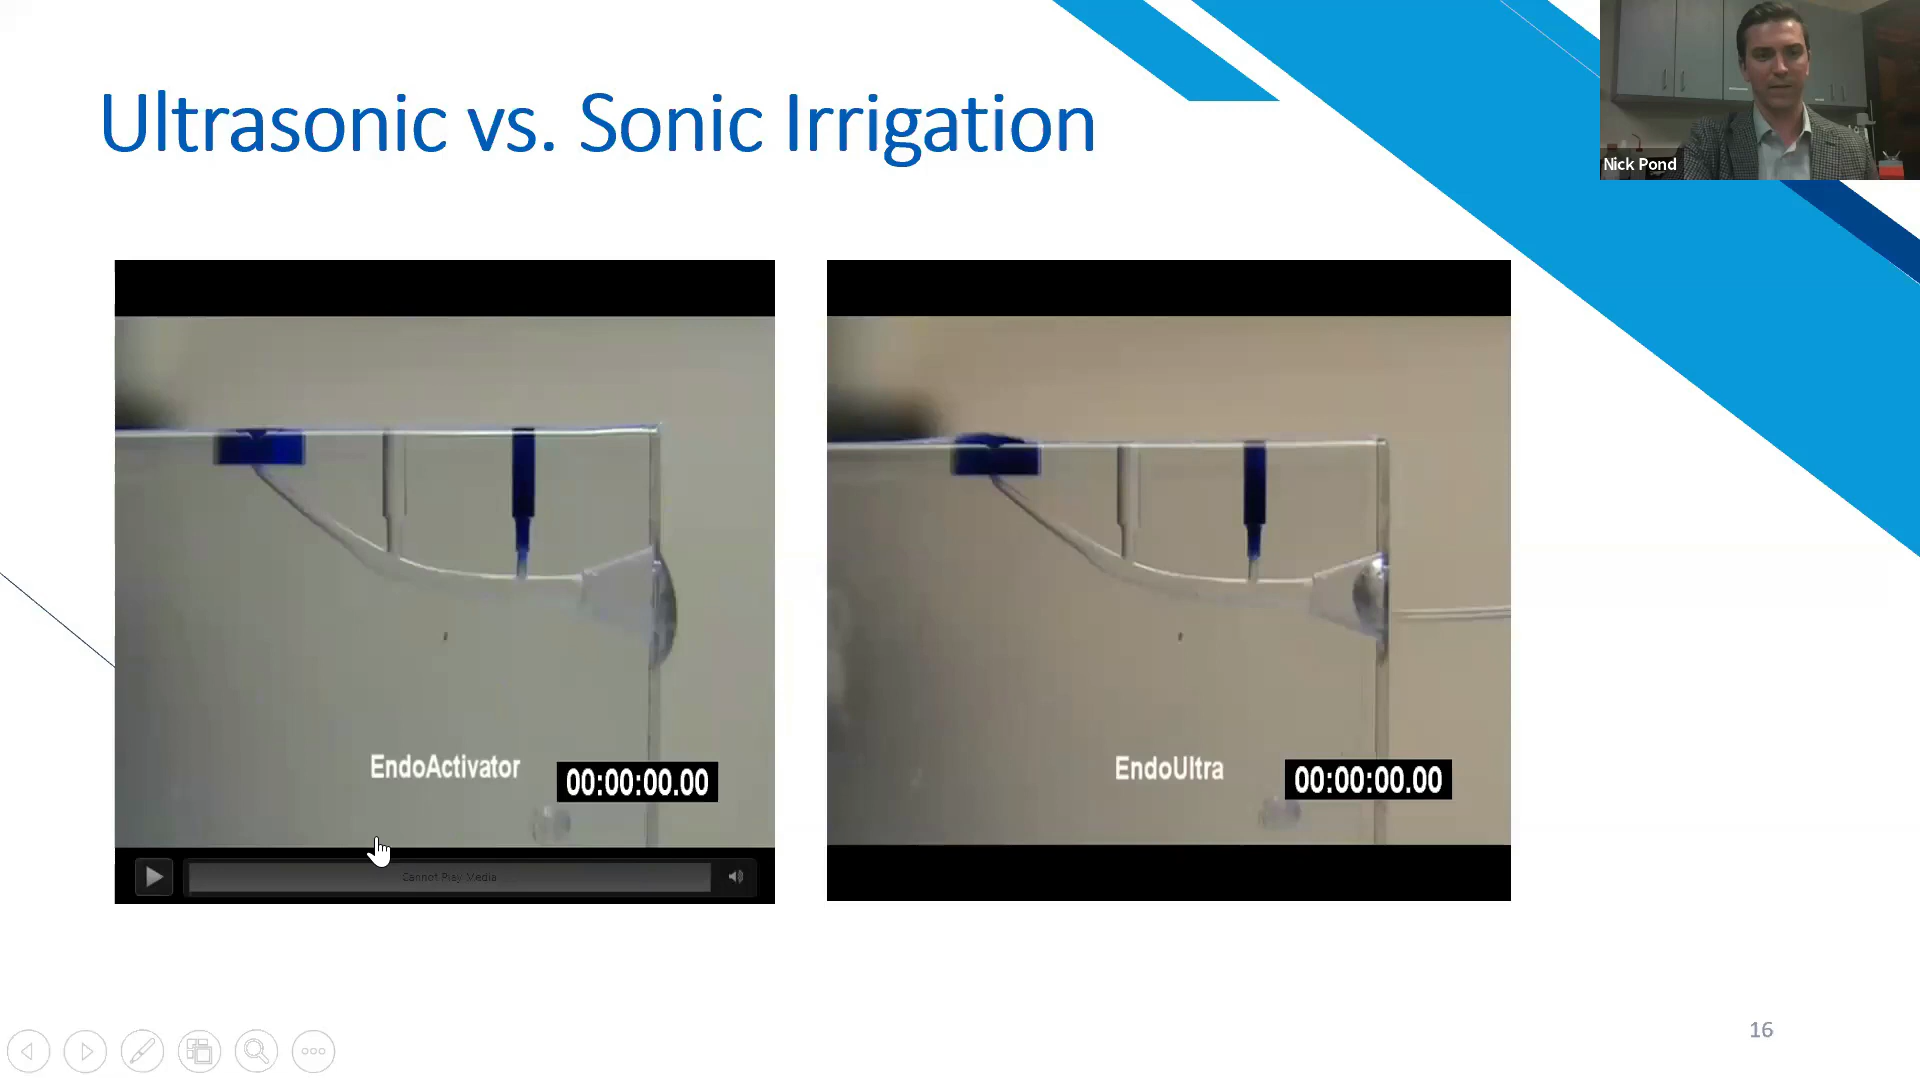 Ultrasonic vs. Sonic Irrigation
Nick Pond
EndoActivator
00:00:00.00
Cannot Play Media
EndoUltra
00:00:00.00
16